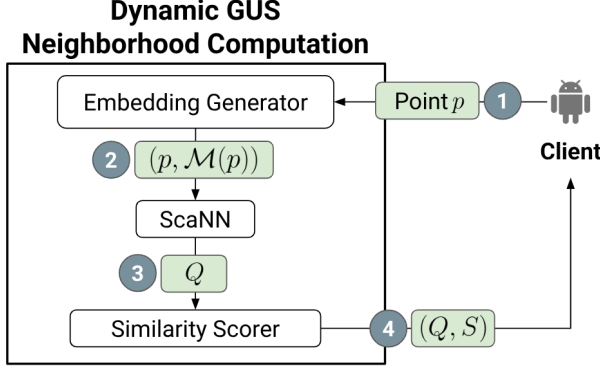 Dynamic GUS
Neighborhood Computation
Embedding Generator
Point p
1
Client
2
(p, M(p))
ScaNN
3
Q
Similarity Scorer
4
(Q, S)